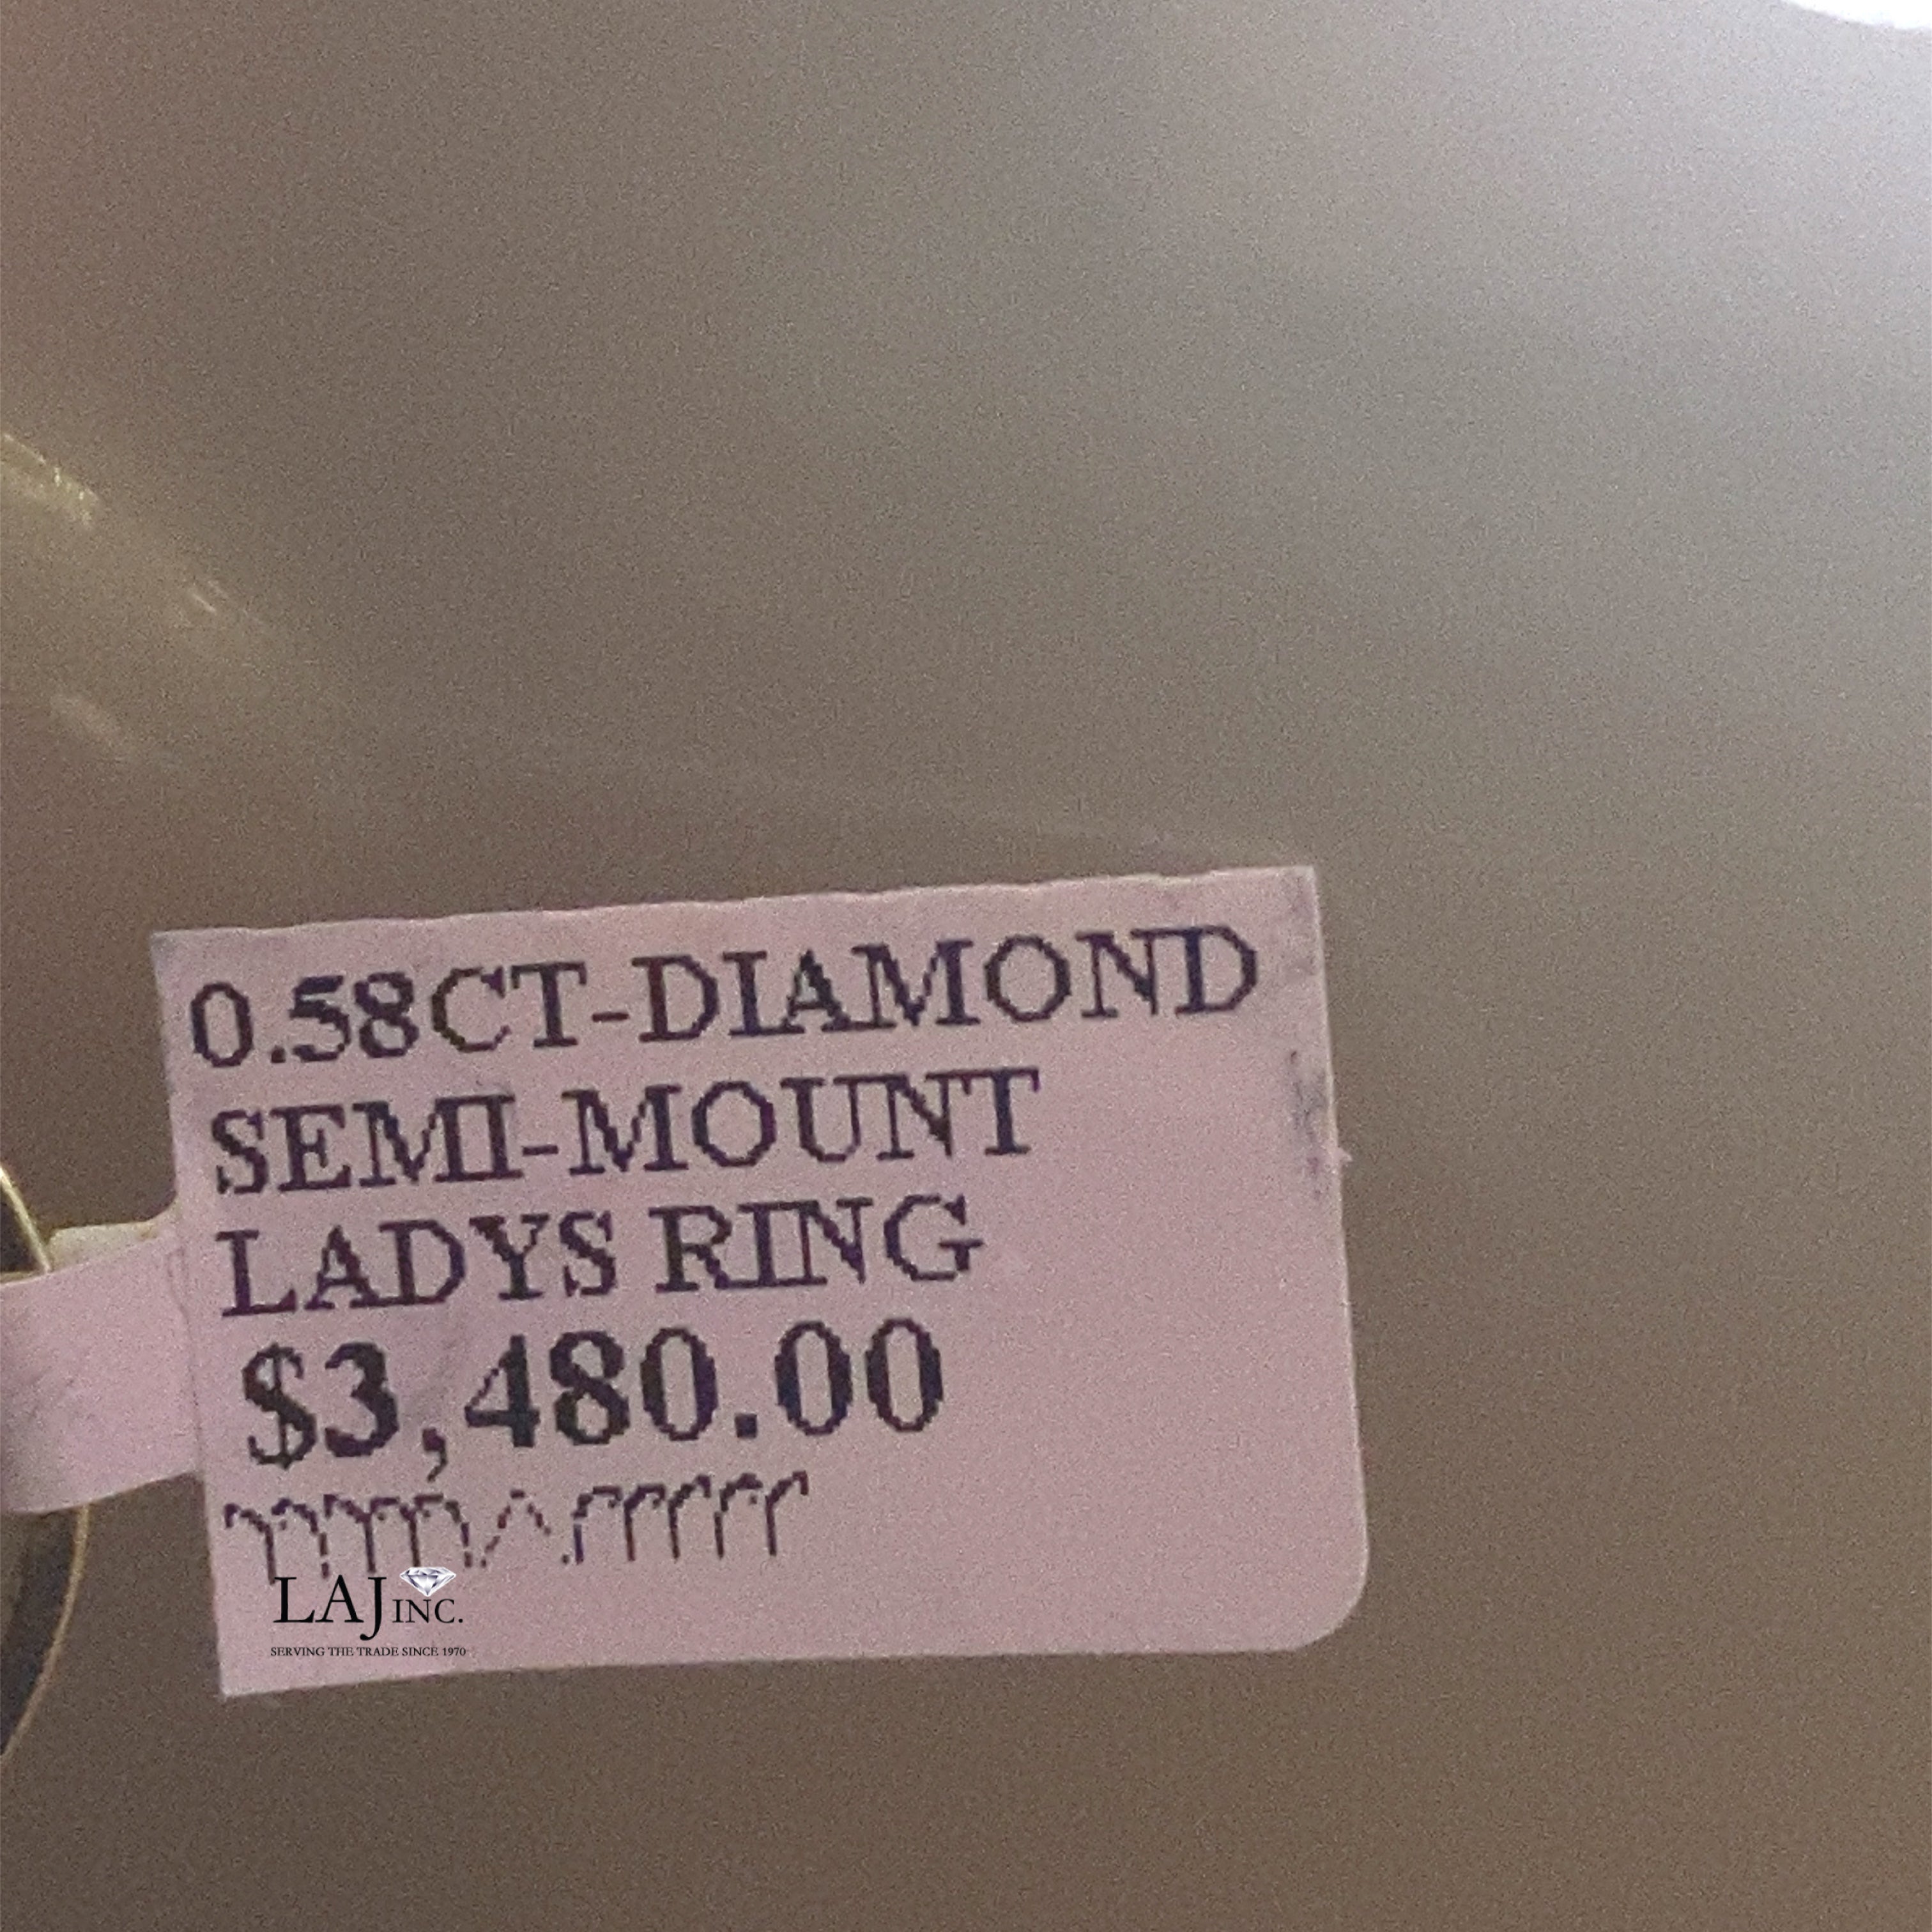 0.58CT-DIAMOND
SEMI-MOUNT
LADYS RING
$3,480.00
LAJ INC.
SERVING THE TRADE SINCE 1970